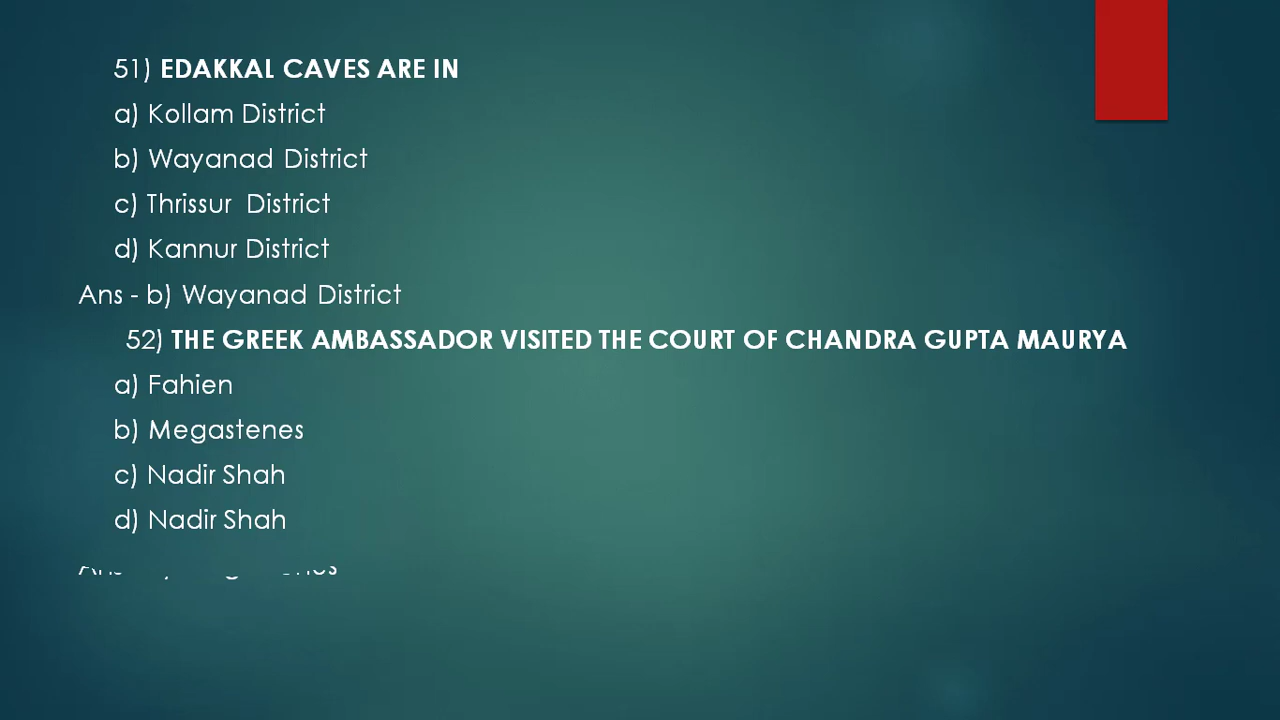 51) EDAKKAL CAVES ARE IN
a) Kollam District
b) Wayanad District
c) Thrissur District
d) Kannur District
Ans - b) Wayanad District
52) THE GREEK AMBASSADOR VISITED THE COURT OF CHANDRA GUPTA MAURYA
a) Fahien
b) Megastenes
c) Nadir Shah
d) Nadir Shah